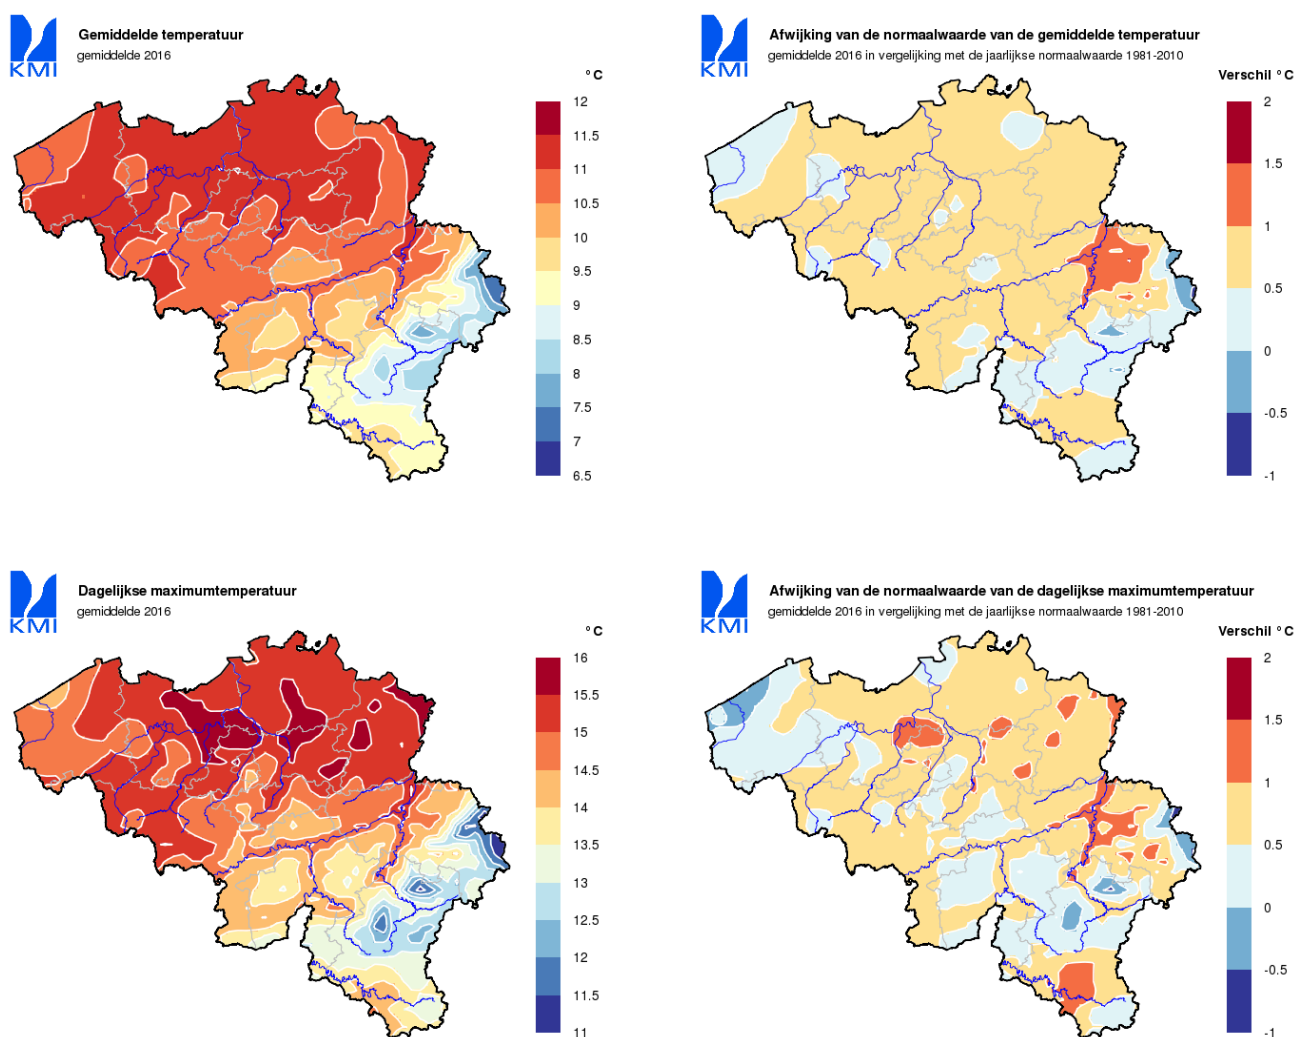 KMI
Gemiddelde temperatuur
gemiddelde 2016
° C
12
11.5
11
10.5
10
9.5
9
8.5
8
7.5
7
6.5
KMI
Afwijking van de normaalwaarde van de gemiddelde temperatuur
gemiddelde 2016 in vergelijking met de jaarlijkse normaalwaarde 1981-2010
Verschil ° C
2
1.5
1
0.5
0
-0.5
-1
KMI
Dagelijkse maximumtemperatuur
gemiddelde 2016
° C
16
15.5
15
14.5
14
13.5
13
12.5
12
11.5
11
KMI
Afwijking van de normaalwaarde van de dagelijkse maximumtemperatuur
gemiddelde 2016 in vergelijking met de jaarlijkse normaalwaarde 1981-2010
Verschil ° C
2
1.5
1
0.5
0
-0.5
-1